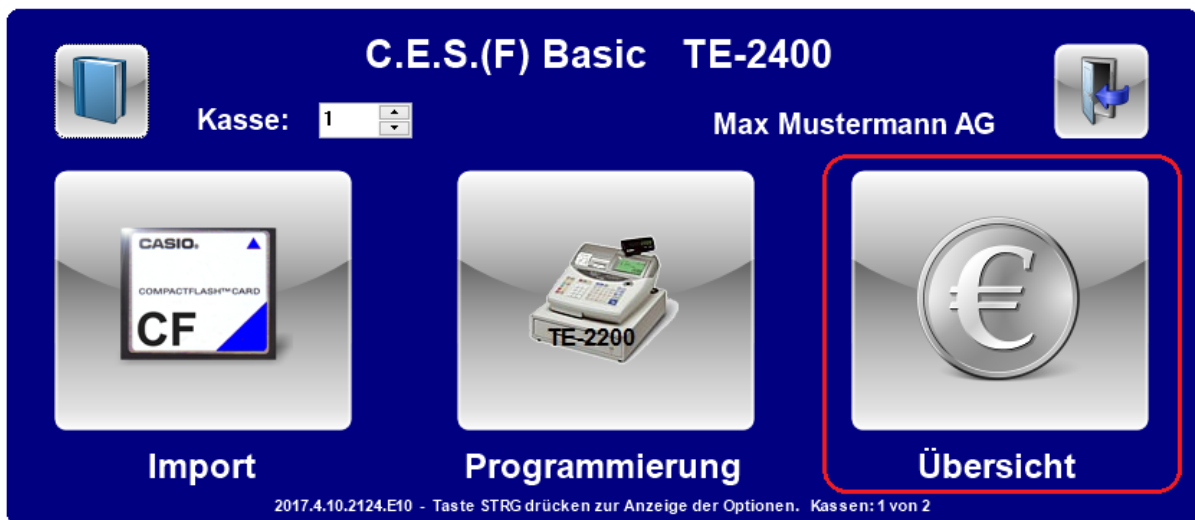 C.E.S.(F) Basic TE-2400
Kasse: 1
Max Mustermann AG
CASIO.
COMPACTFLASH™CARD
CF
TE-2200
€
Import
Programmierung
Übersicht
2017.4.10.2124.E10 - Taste STRG drücken zur Anzeige der Optionen. Kassen: 1 von 2